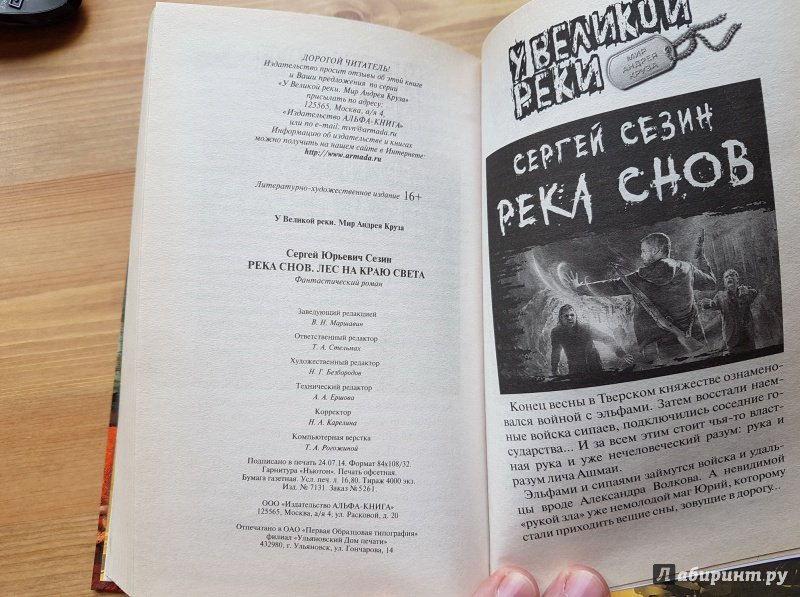 ДОРОГОЙ ЧИТАТЕЛЬ!
Издательство просит отзывы об этой книге
и Ваши предложения по серии
«У Великой реки. Мир Андрея Круза»
присылать по адресу:
125565, Москва, а/я 4,
«Издательство АЛЬФА-КНИГА»
или по e-mail: mvn@armada.ru
Информацию об издательстве и книгах
можно получить на нашем сайте в Интернете:
http://www.armada.ru
Литературно-художественное издание 16+
У Великой реки. Мир Андрея Круза
Сергей Юрьевич Сезин
РЕКА СНОВ. ЛЕС НА КРАЮ СВЕТА
Фантастический роман
Заведующий редакцией
В. Н. Маршавин
Ответственный редактор
Т. А. Стельмах
Художественный редактор
Н. Г. Безбородов
Технический редактор
А. А. Ершова
Корректор
Н. А. Карелина
Компьютерная верстка
Т. А. Рогожиной
Подписано в печать 24.07.14. Формат 84х108/32.
Гарнитура «Ньютон». Печать офсетная.
Бумага газетная. Усл. печ. л. 16,80. Тираж 4000 экз.
Изд. № 7131. Заказ № 5261.
ООО «Издательство АЛЬФА-КНИГА»
125565, Москва, а/я 4, ул. Расковой, д. 20
Отпечатано в ОАО «Первая Образцовая типография»
филиал «Ульяновский Дом печати»
432980, г. Ульяновск, ул. Гончарова, 14
У ВЕЛИКОЙ
РЕКИ
МИР
АНДРЕЯ
КРУЗА
СЕРГЕЙ СЕЗИН
РЕКА СНОВ
Конец весны в Тверском княжестве ознамено-
вался войной с эльфами. Затем восстали наем-
ные войска сипаев, подключились соседние го-
сударства... И за всем этим стоит чья-то власт-
ная рука и уже нечеловеческий разум: рука и
разум лича Ашмаи.
Эльфами и сипаями займутся войска и удаль-
цы вроде Александра Волкова. А невидимой
«рукой зла» уже немолодой маг Юрий, которому
стали приходить вещие сны, зовущие в дорогу...
Лабиринт.ру